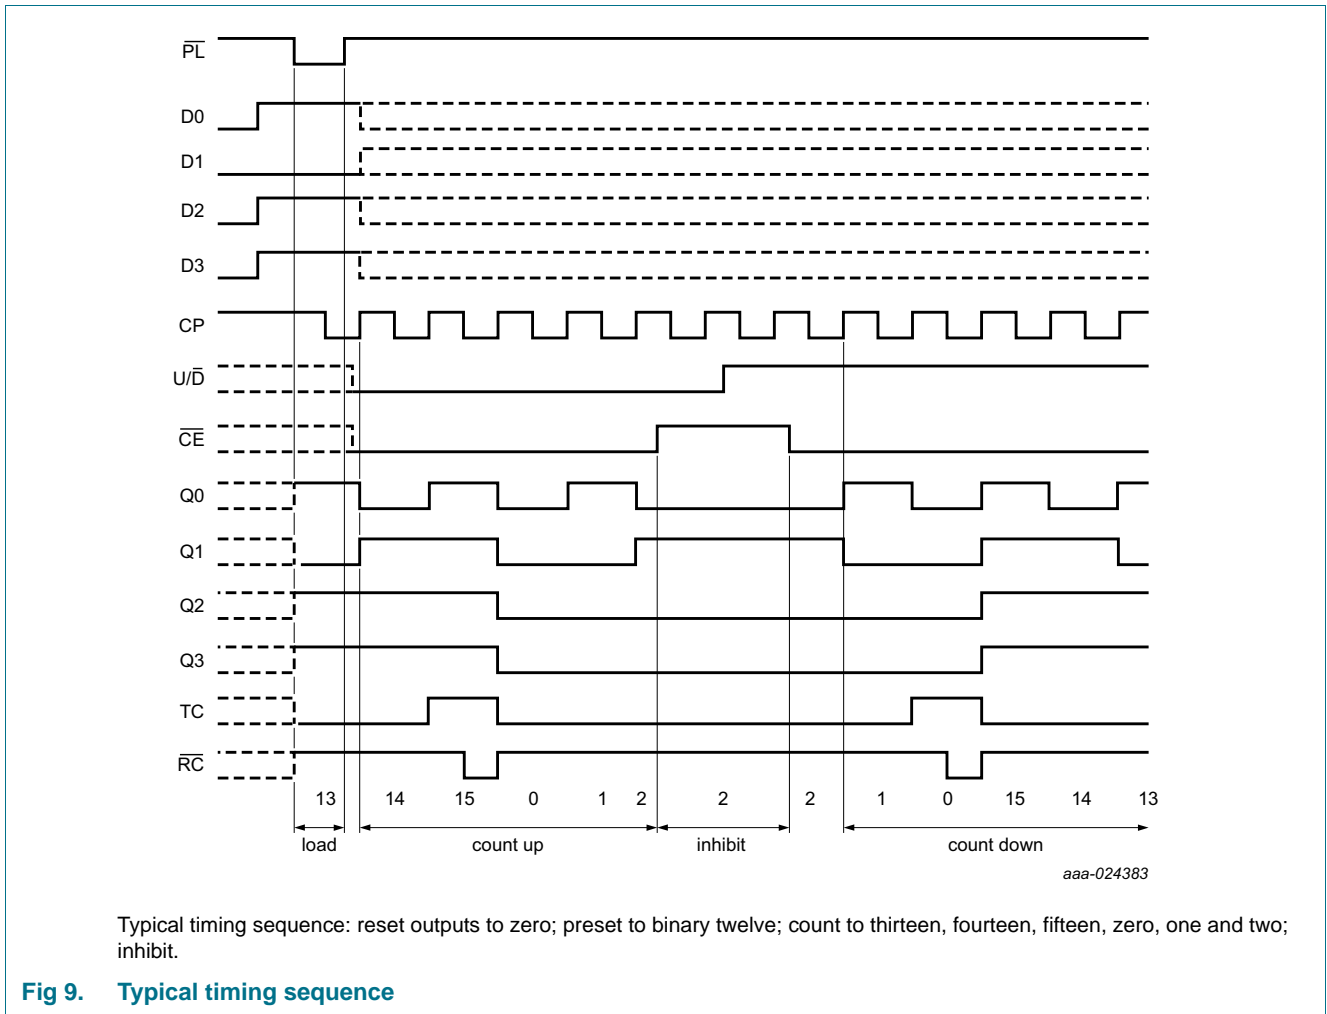 PL
D0
D1
D2
D3
CP
U/D
CE
Q0
Q1
Q2
Q3
TC
RC
13 14 15 0 1 2 2 2 1 0 15 14 13
load count up inhibit count down
aaa-024383
Typical timing sequence: reset outputs to zero; preset to binary twelve; count to thirteen, fourteen, fifteen, zero, one and two;
inhibit.
Fig 9. Typical timing sequence